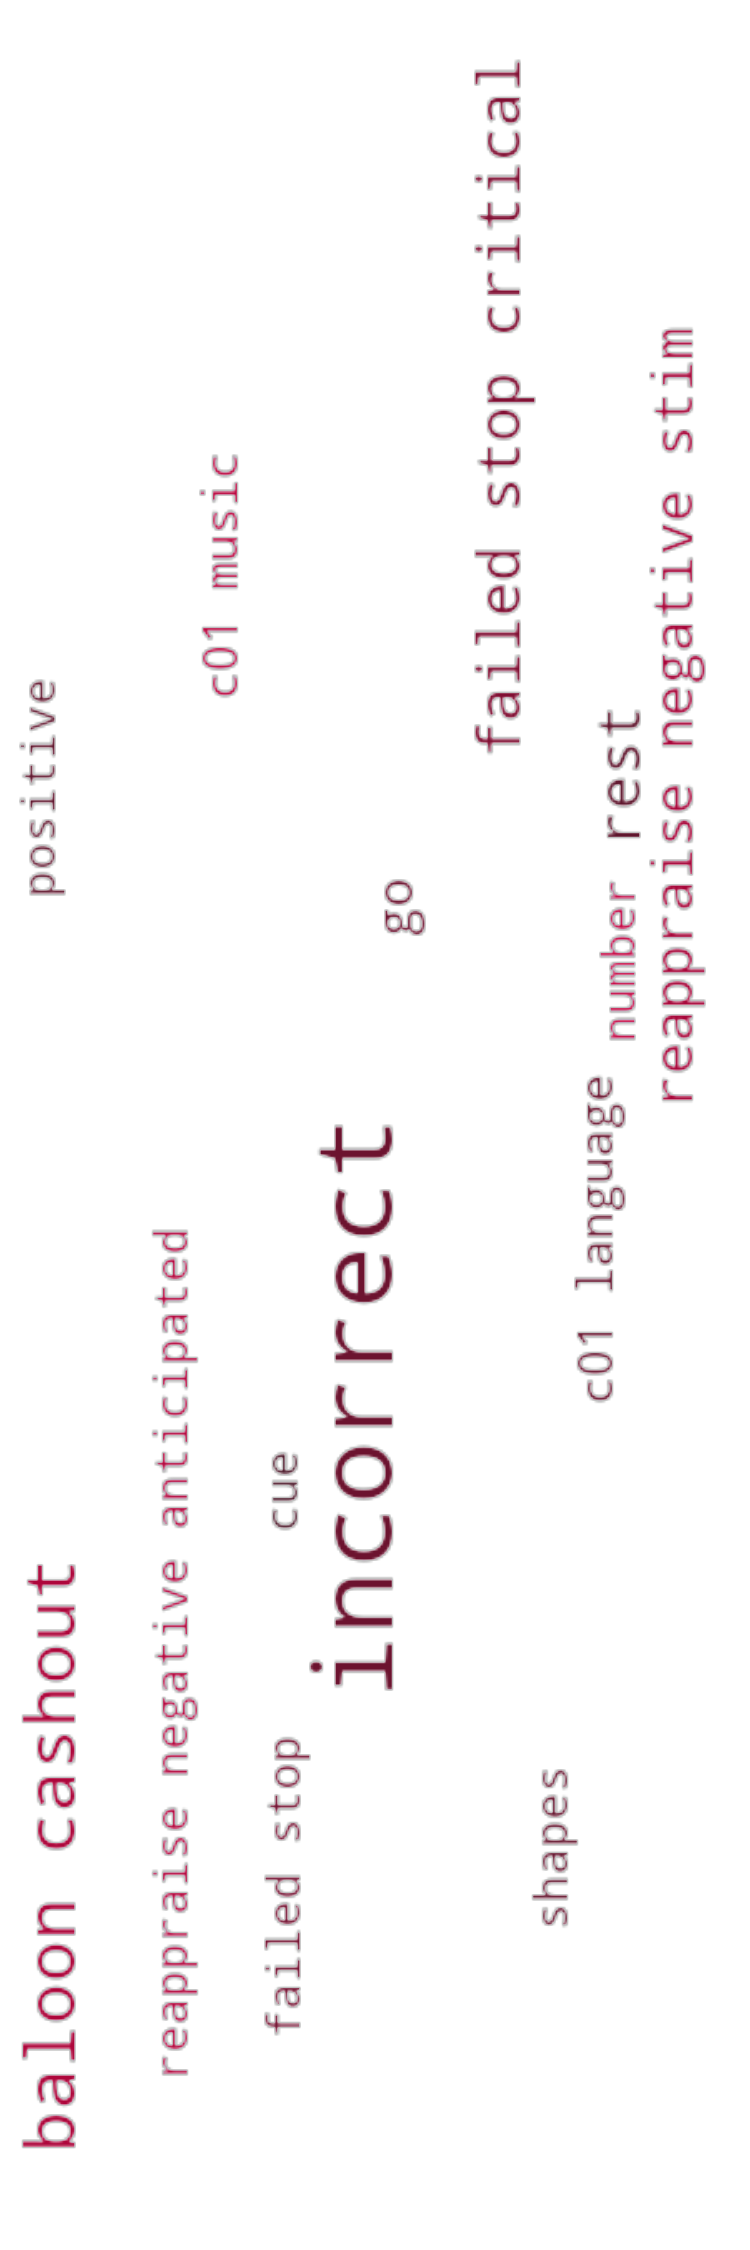 positive
baloon cashout
c01 music
reappraise negative anticipated
cue
failed stop
incorrect
go
failed stop critical
shapes
c01 language
number
rest
reappraise negative stim